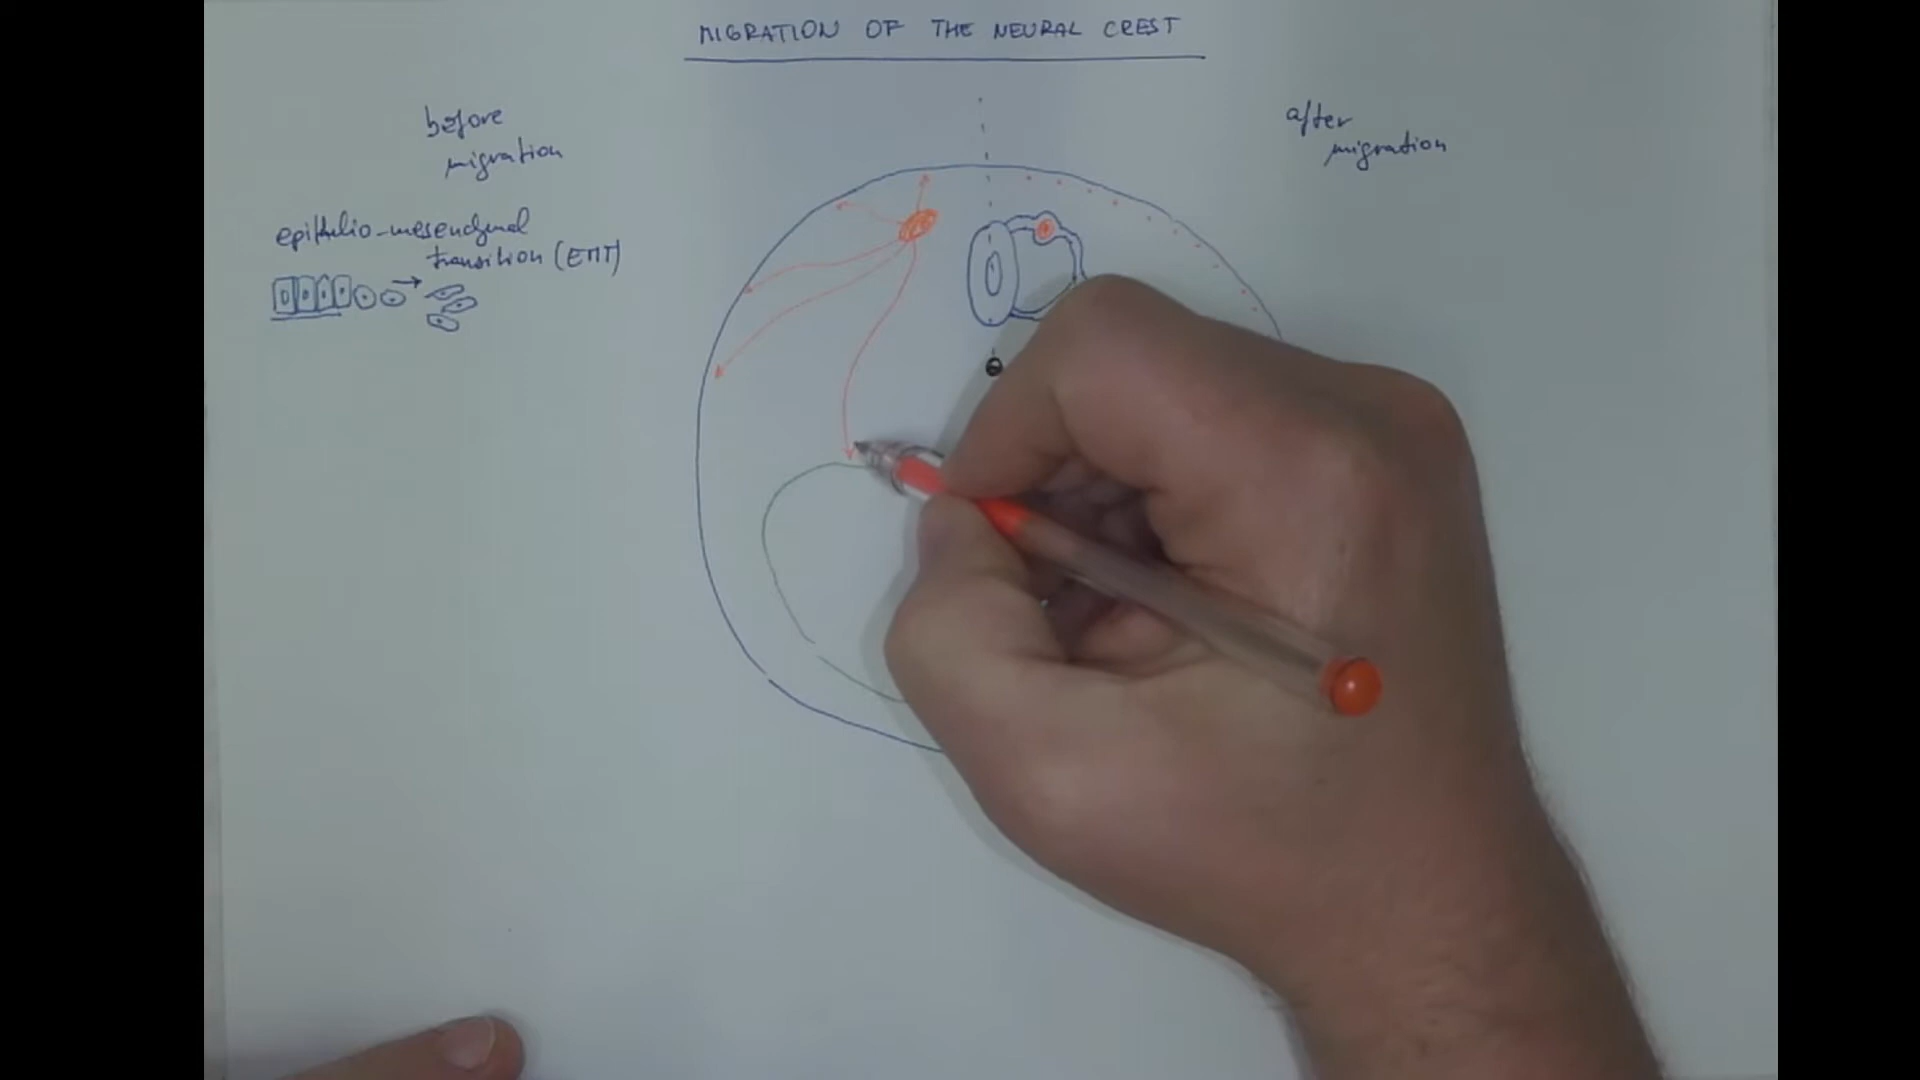 MIGRATION OF THE NEURAL CREST
before
migration
after
migration
epithelio-mesenchymal
transition (EMT)